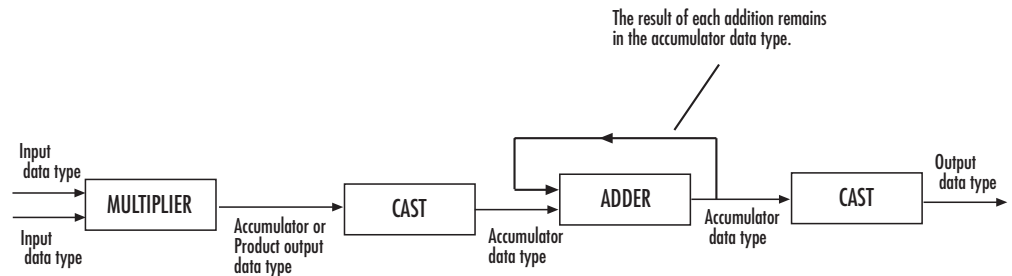 The result of each addition remains
in the accumulator data type.
Input
data type
MULTIPLIER
Input
data type
Accumulator or
Product output
data type
CAST
Accumulator
data type
ADDER
Accumulator
data type
CAST
Output
data type